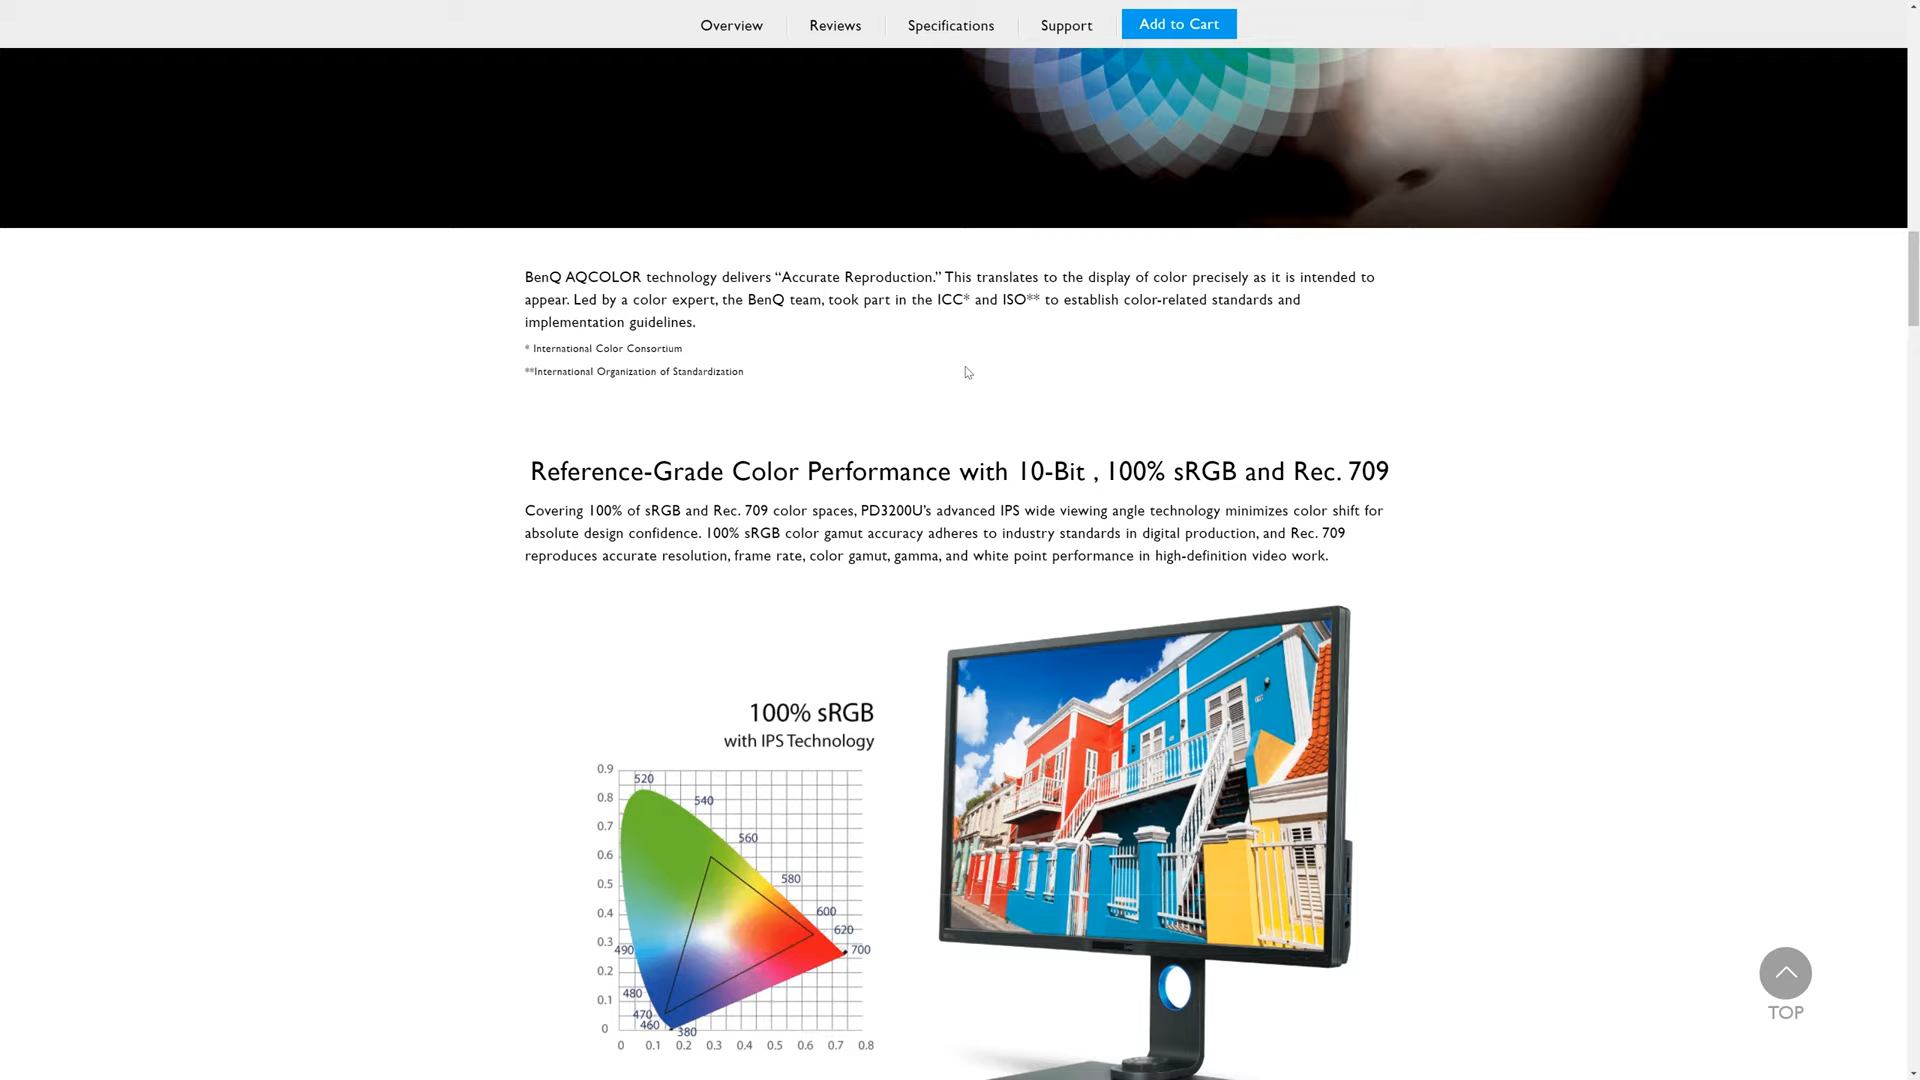 Overview
Reviews
Specifications
Support
Add to Cart
BenQ AQCOLOR technology delivers “Accurate Reproduction.” This translates to the display of color precisely as it is intended to
appear. Led by a color expert, the BenQ team, took part in the ICC* and ISO** to establish color-related standards and
implementation guidelines.
* International Color Consortium
**International Organization of Standardization
Reference-Grade Color Performance with 10-Bit , 100% sRGB and Rec. 709
Covering 100% of sRGB and Rec. 709 color spaces, PD3200U’s advanced IPS wide viewing angle technology minimizes color shift for
absolute design confidence. 100% sRGB color gamut accuracy adheres to industry standards in digital production, and Rec. 709
reproduces accurate resolution, frame rate, color gamut, gamma, and white point performance in high-definition video work.
100% sRGB
with IPS Technology
0.9
520
0.8
540
0.7
560
0.6
580
0.5
600
0.4
620
0.3
490
700
0.2
480
0.1
470
460
0
380
0 0.1 0.2 0.3 0.4 0.5 0.6 0.7 0.8
TOP